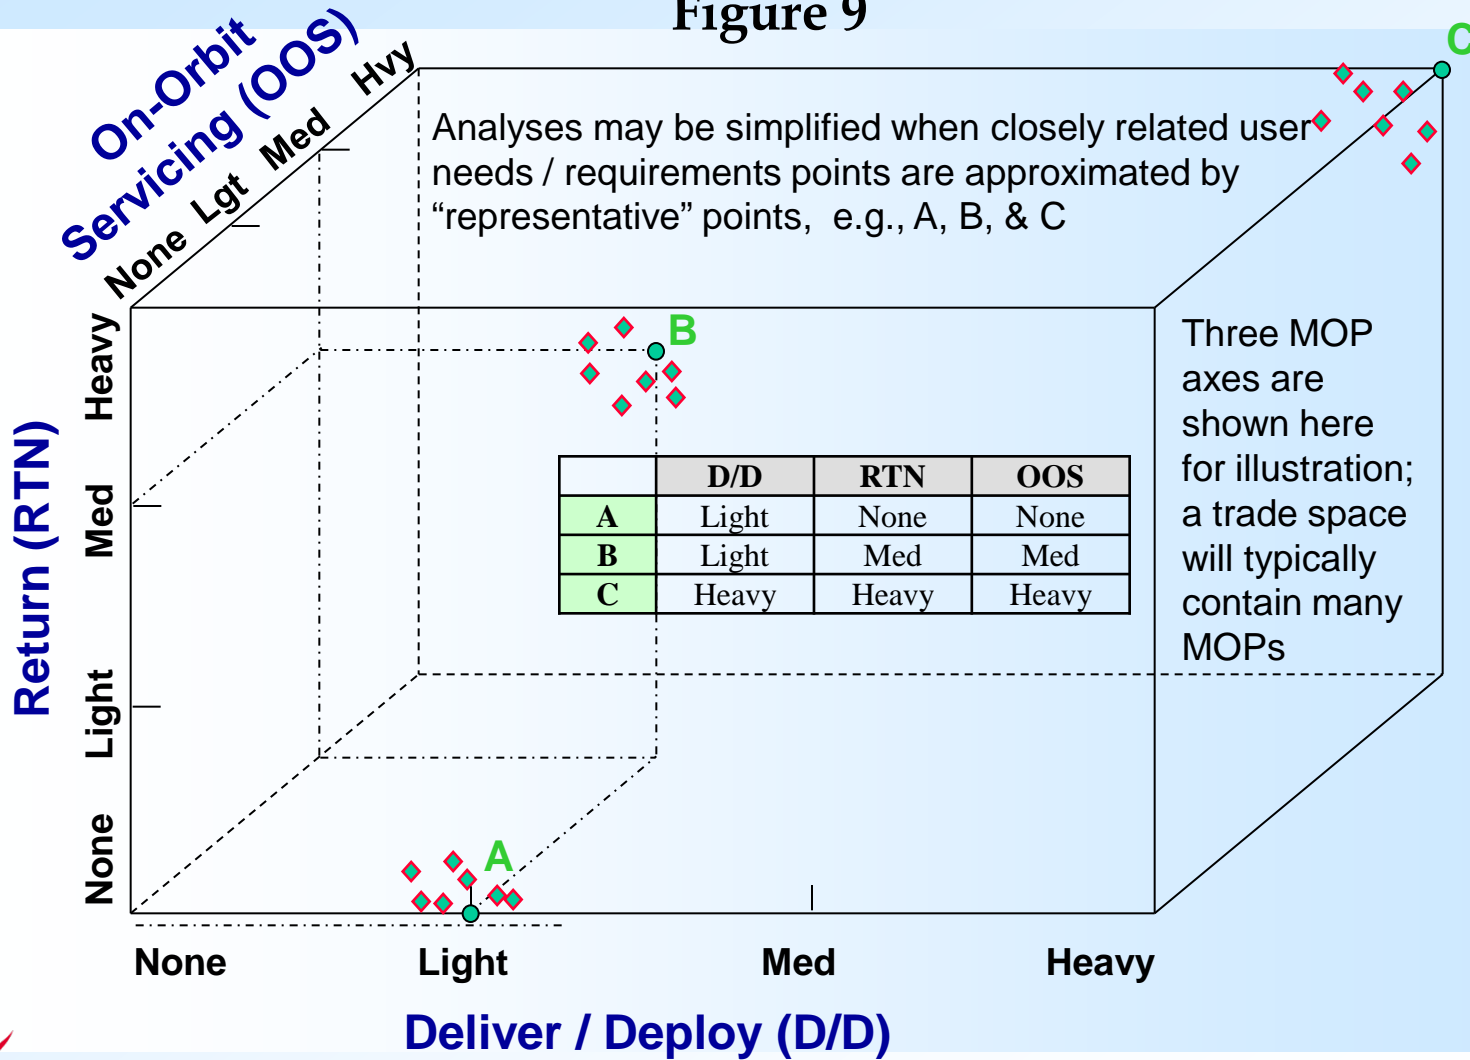 Figure 9
On-Orbit
Servicing (OOS)
Hvy
Med
Lgt
None
C
Analyses may be simplified when closely related user
needs / requirements points are approximated by
“representative” points, e.g., A, B, & C
B
Three MOP
axes are
shown here
for illustration;
a trade space
will typically
contain many
MOPs
D/D RTN OOS
A Light None None
B Light Med Med
C Heavy Heavy Heavy
Return (RTN)
Heavy
Med
Light
None
A
None Light Med Heavy
Deliver / Deploy (D/D)